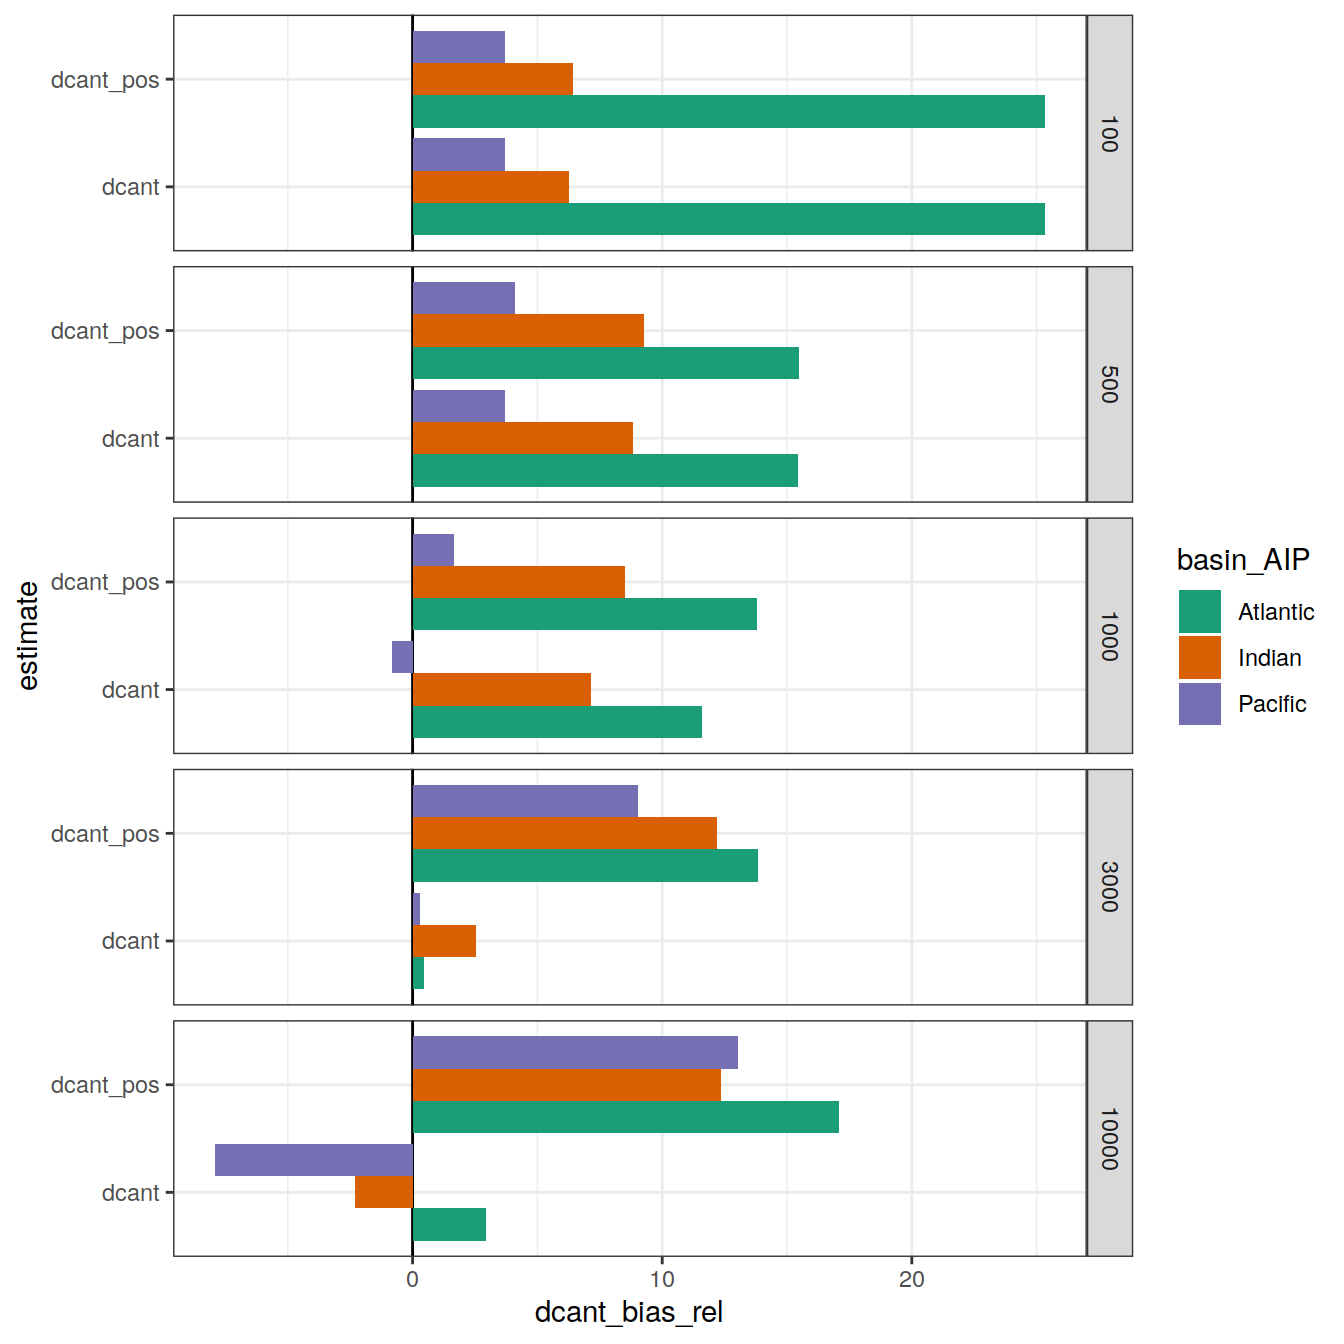 dcant_pos
dcant
100
dcant_pos
dcant
500
dcant_pos
dcant
1000
dcant_pos
dcant
3000
dcant_pos
dcant
10000
0 10 20
dcant_bias_rel
estimate
basin_AIP
Atlantic
Indian
Pacific